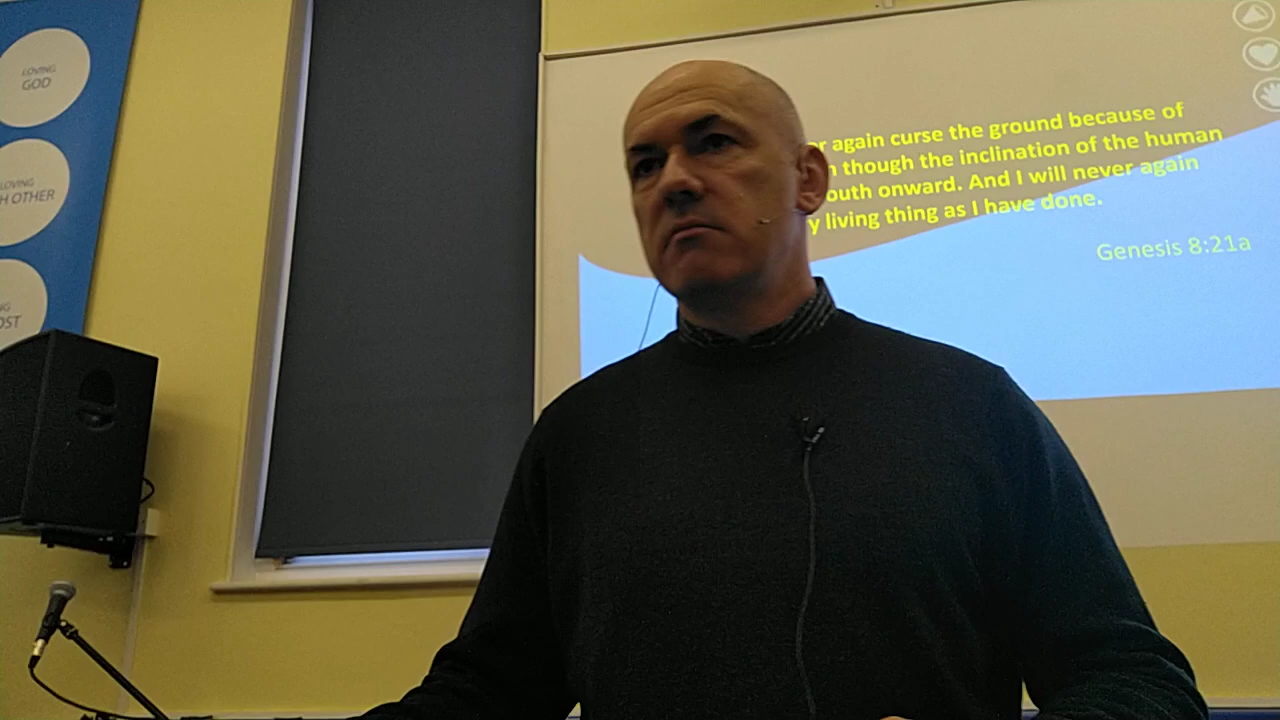 LOVING
GOD
LOVING
H OTHER
NG
OST
r again curse the ground because of
n though the inclination of the human
outh onward. And I will never again
y living thing as I have done.
Genesis 8:21a